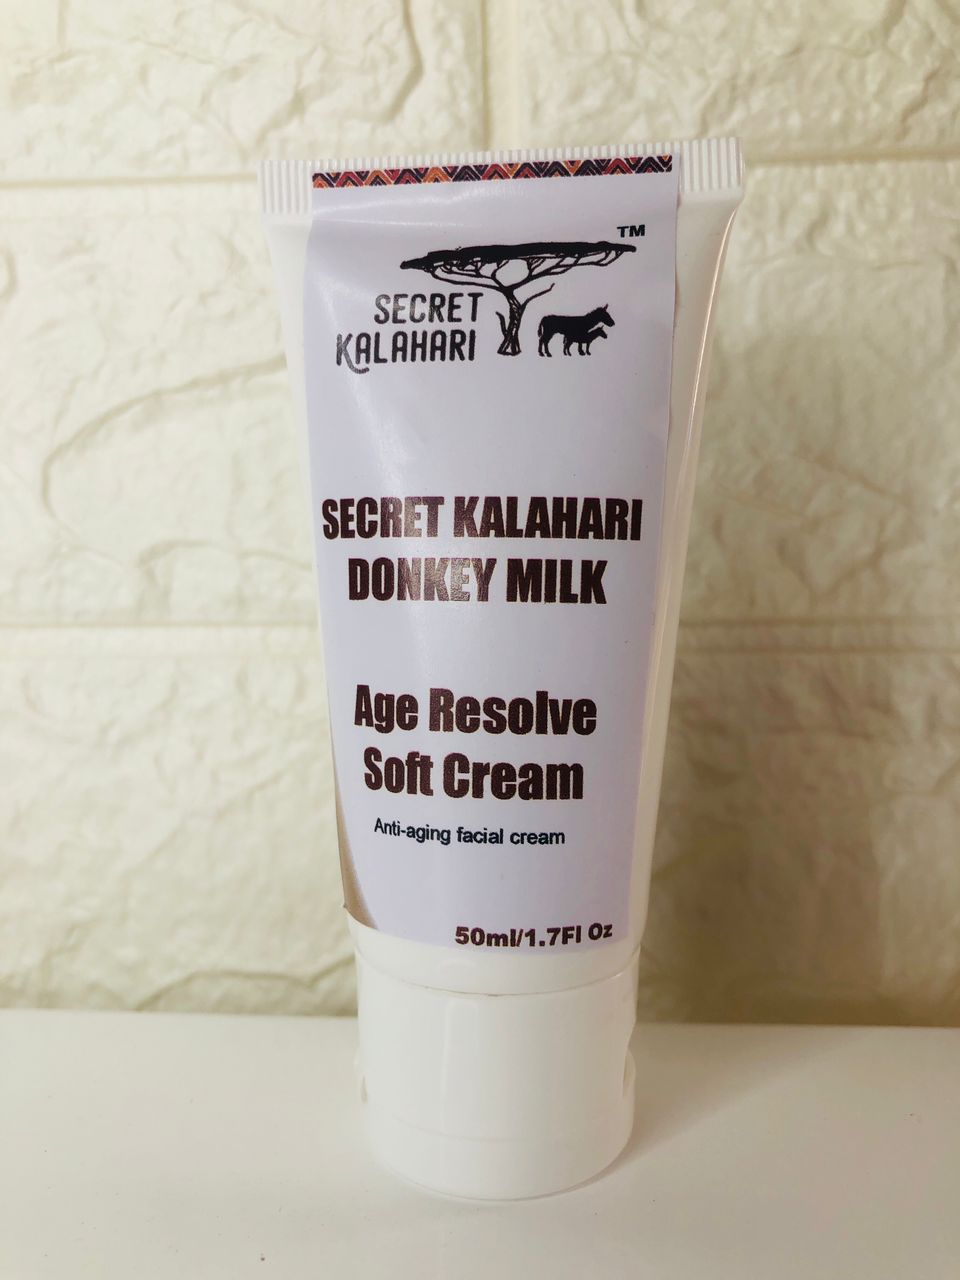 TM
SECRET
KALAHARI
SECRET KALAHARI
DONKEY MILK
Age Resolve
Soft Cream
Anti-aging facial cream
50ml/1.7Fl Oz